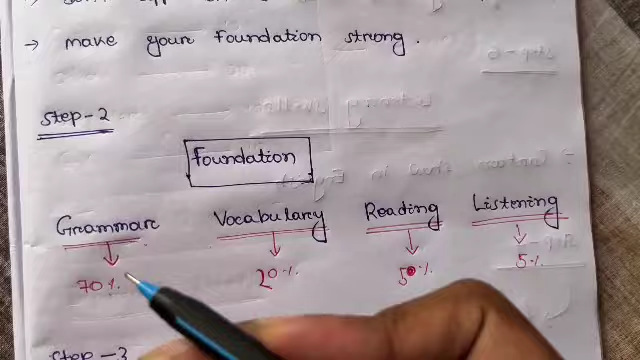 → make your foundation strong.
Step-2
Foundation
Grammar Vocabulary Reading Listening
70% 20% 5% 5%
Step-3